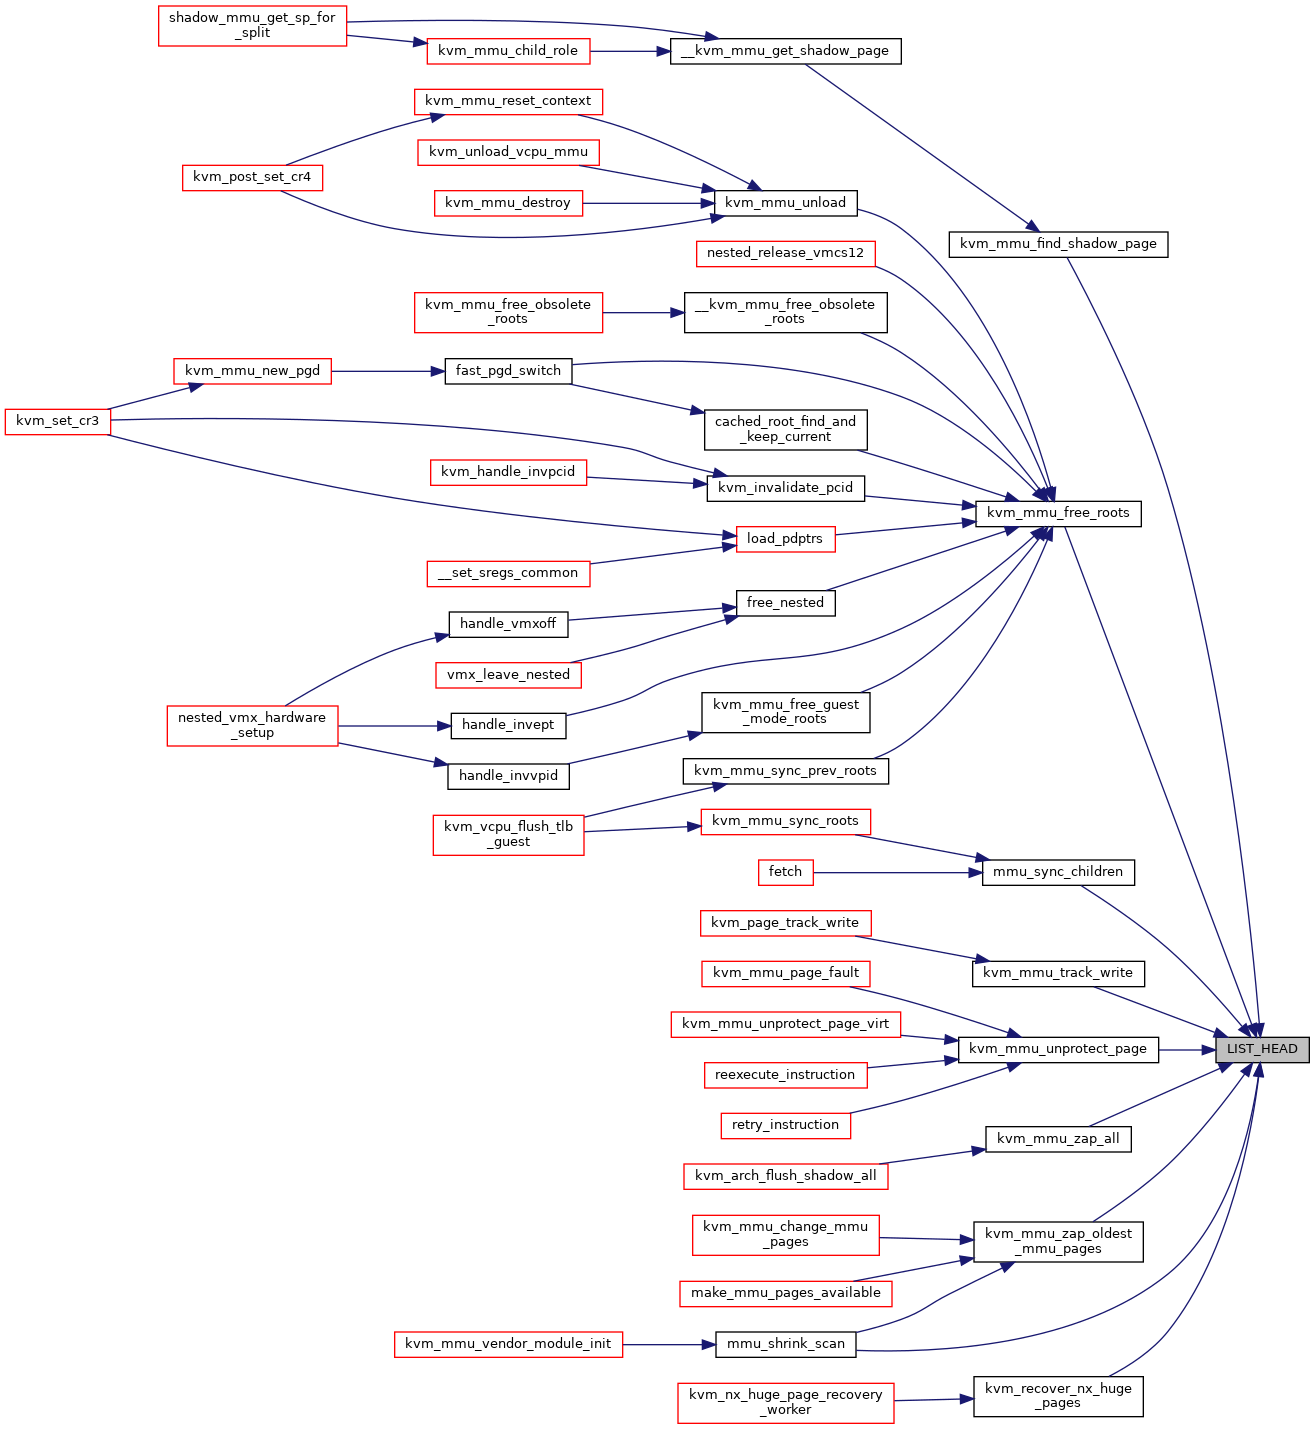 shadow_mmu_get_sp_for
_split
kvm_mmu_child_role
__kvm_mmu_get_shadow_page
kvm_mmu_reset_context
kvm_unload_vcpu_mmu
kvm_post_set_cr4
kvm_mmu_destroy
kvm_mmu_unload
kvm_mmu_find_shadow_page
nested_release_vmcs12
kvm_mmu_free_obsolete
_roots
__kvm_mmu_free_obsolete
_roots
kvm_mmu_new_pgd
fast_pgd_switch
kvm_set_cr3
cached_root_find_and
_keep_current
kvm_handle_invpcid
kvm_invalidate_pcid
kvm_mmu_free_roots
load_pdptrs
__set_sregs_common
free_nested
handle_vmxoff
vmx_leave_nested
nested_vmx_hardware
_setup
handle_invept
kvm_mmu_free_guest
_mode_roots
handle_invvpid
kvm_mmu_sync_prev_roots
kvm_vcpu_flush_tlb
_guest
kvm_mmu_sync_roots
fetch
mmu_sync_children
kvm_page_track_write
kvm_mmu_page_fault
kvm_mmu_track_write
kvm_mmu_unprotect_page_virt
kvm_mmu_unprotect_page
LIST_HEAD
reexecute_instruction
retry_instruction
kvm_mmu_zap_all
kvm_arch_flush_shadow_all
kvm_mmu_change_mmu
_pages
kvm_mmu_zap_oldest
_mmu_pages
make_mmu_pages_available
kvm_mmu_vendor_module_init
mmu_shrink_scan
kvm_nx_huge_page_recovery
_worker
kvm_recover_nx_huge
_pages